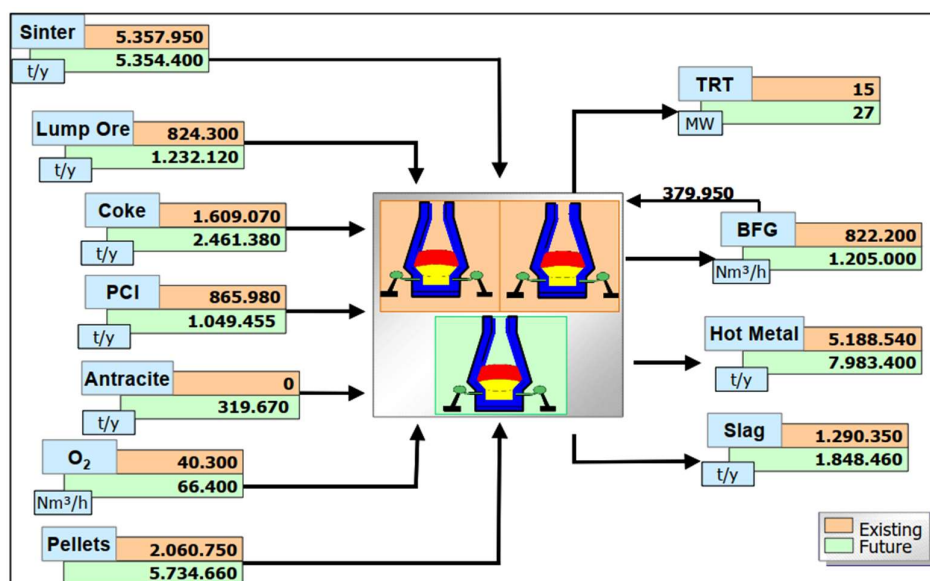 Sinter
5.357.950
5.354.400
t/y
Lump Ore
824.300
1.232.120
t/y
Coke
1.609.070
2.461.380
t/y
PCI
865.980
1.049.455
t/y
Antracite
0
319.670
t/y
O₂
40.300
66.400
Nm³/h
Pellets
2.060.750
5.734.660
TRT
15
27
MW
379.950
BFG
822.200
1.205.000
Nm³/h
Hot Metal
5.188.540
7.983.400
t/y
Slag
1.290.350
1.848.460
t/y
Existing
Future